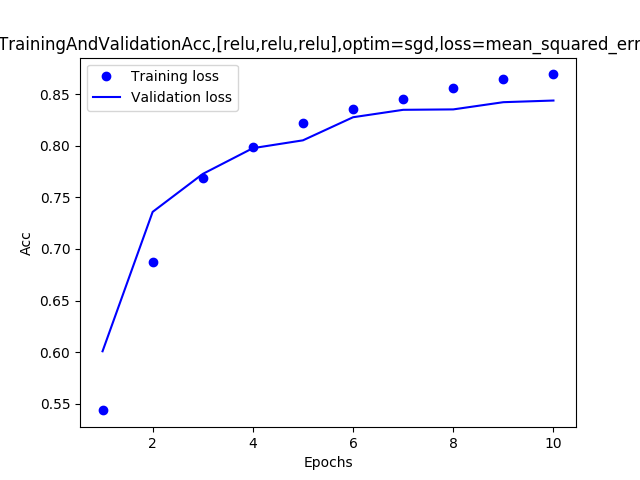 TrainingAndValidationAcc,[relu,relu,relu],optim=sgd,loss=mean_squared_err
Training loss
Validation loss
0.85
0.80
0.75
0.70
0.65
0.60
0.55
Acc
2 4 6 8 10
Epochs